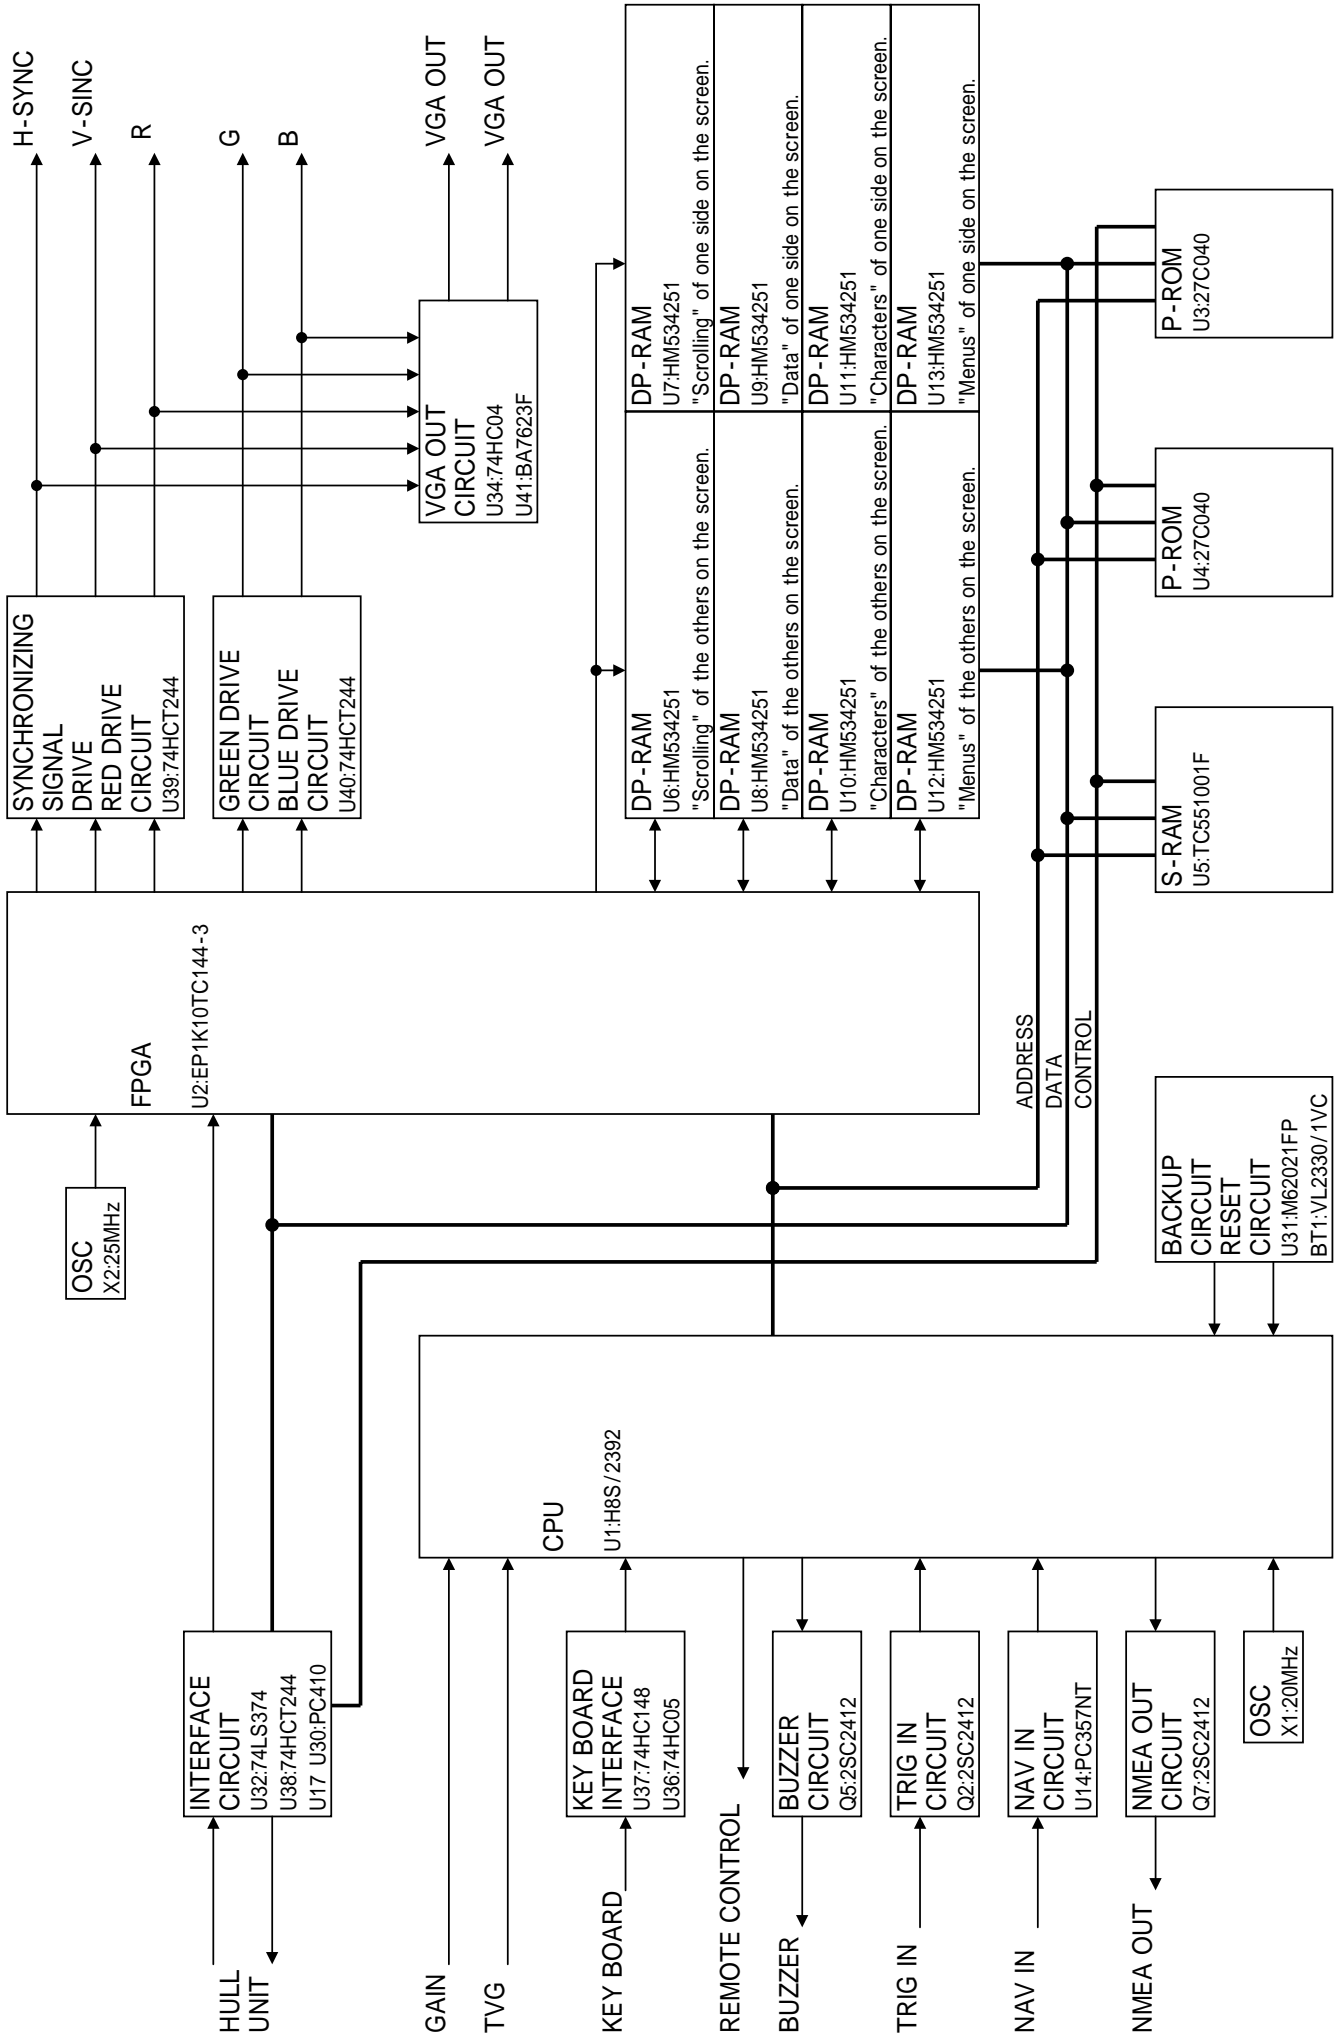 HULL
UNIT
GAIN
TVG
KEY BOARD
REMOTE CONTROL
BUZZER
TRIG IN
NAV IN
NMEA OUT
INTERFACE
CIRCUIT
U32:74LS374
U38:74HCT244
U17 U30:PC410
KEY BOARD
INTERFACE
U37:74HC148
U36:74HC05
BUZZER
CIRCUIT
Q5:2SC2412
TRIG IN
CIRCUIT
Q2:2SC2412
NAV IN
CIRCUIT
U14:PC357NT
NMEA OUT
CIRCUIT
Q7:2SC2412
OSC
X1:20MHz
CPU
U1:H8S/2392
OSC
X2:25MHz
BACKUP
CIRCUIT
RESET
CIRCUIT
U31:M62021FP
BT1:VL2330/1VC
FPGA
U2:EP1K10TC144-3
ADDRESS
DATA
CONTROL
SYNCHRONIZING
SIGNAL
DRIVE
RED DRIVE
CIRCUIT
U39:74HCT244
GREEN DRIVE
CIRCUIT
BLUE DRIVE
CIRCUIT
U40:74HCT244
DP-RAM
U6:HM534251
"Scrolling" of the others on the screen.
DP-RAM
U8:HM534251
"Data" of the others on the screen.
DP-RAM
U10:HM534251
"Characters" of the others on the screen.
DP-RAM
U12:HM534251
"Menus" of the others on the screen.
S-RAM
U5:TC551001F
VGA OUT
CIRCUIT
U34:74HC04
U41:BA7623F
DP-RAM
U7:HM534251
"Scrolling" of one side on the screen.
DP-RAM
U9:HM534251
"Data" of one side on the screen.
DP-RAM
U11:HM534251
"Characters" of one side on the screen.
DP-RAM
U13:HM534251
"Menus" of one side on the screen.
P-ROM
U4:27C040
P-ROM
U3:27C040
H-SYNC
V-SINC
R
G
B
VGA OUT
VGA OUT